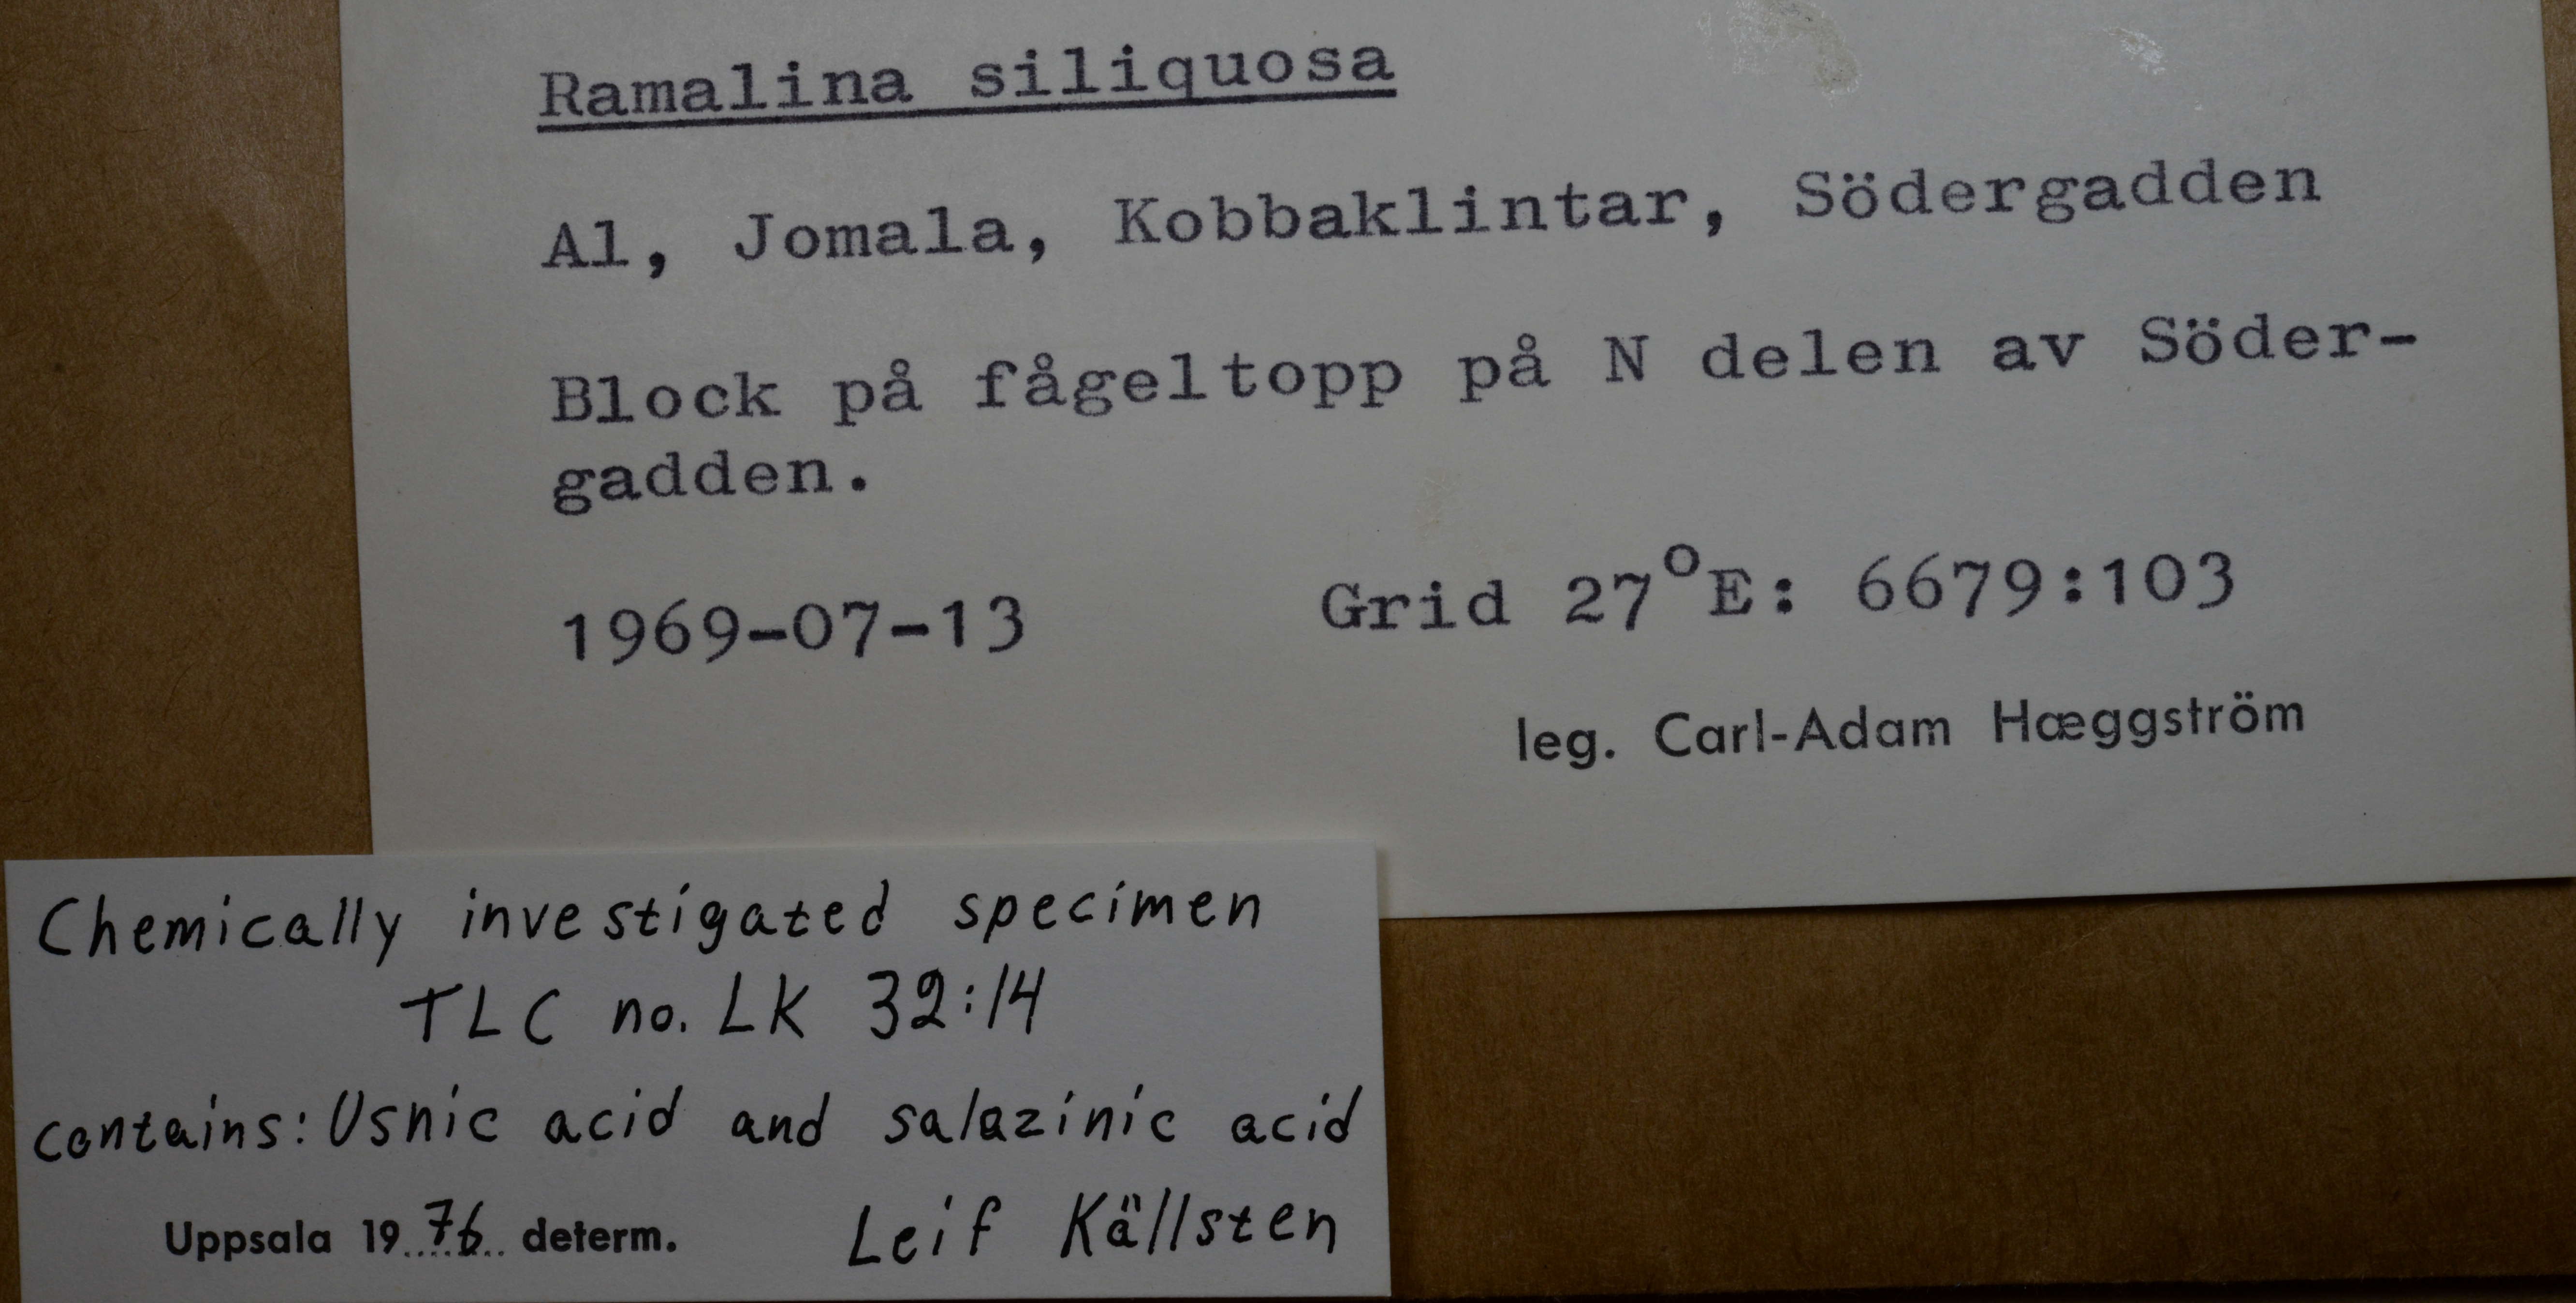 Ramalina siliquosa
Al, Jomala, Kobbaklintar, Södergadden
Block på fågeltopp på N delen av Söder-
gadden.
1969-07-13 Grid 27°E: 6679:103
leg. Carl-Adam Hæggström
Chemically investigated specimen
TLC no. LK 32:14
contains: Usnic acid and salazinic acid
Uppsala 1976 determ. Leif Källsten